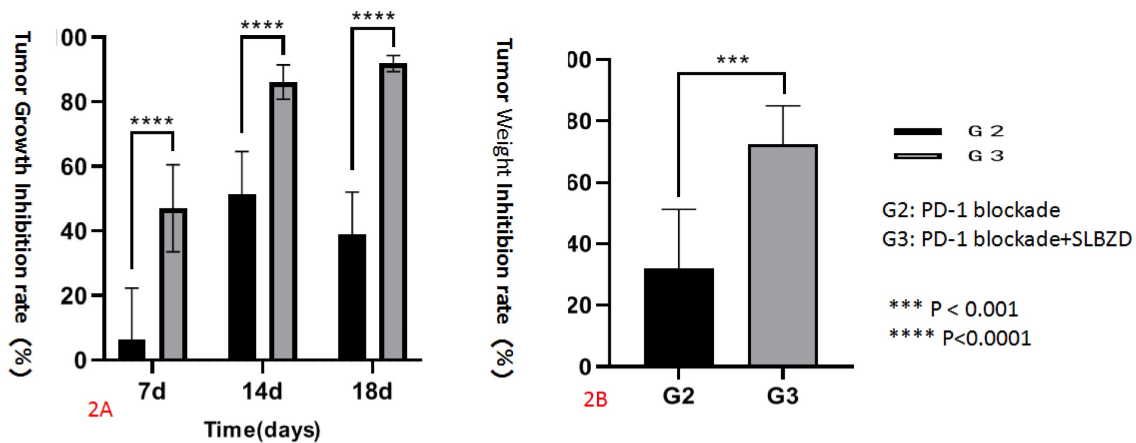 Tumor Growth Inhibition rate (%)
00
80
60
40
20
0
****
****
****
7d
14d
18d
2A
Time(days)
Tumor Weight Inhitibion rate (%)
00
80
60
40
20
0
***
G2
G3
2B
G 2
G 3
G2: PD-1 blockade
G3: PD-1 blockade+SLBZD
*** P < 0.001
**** P<0.0001